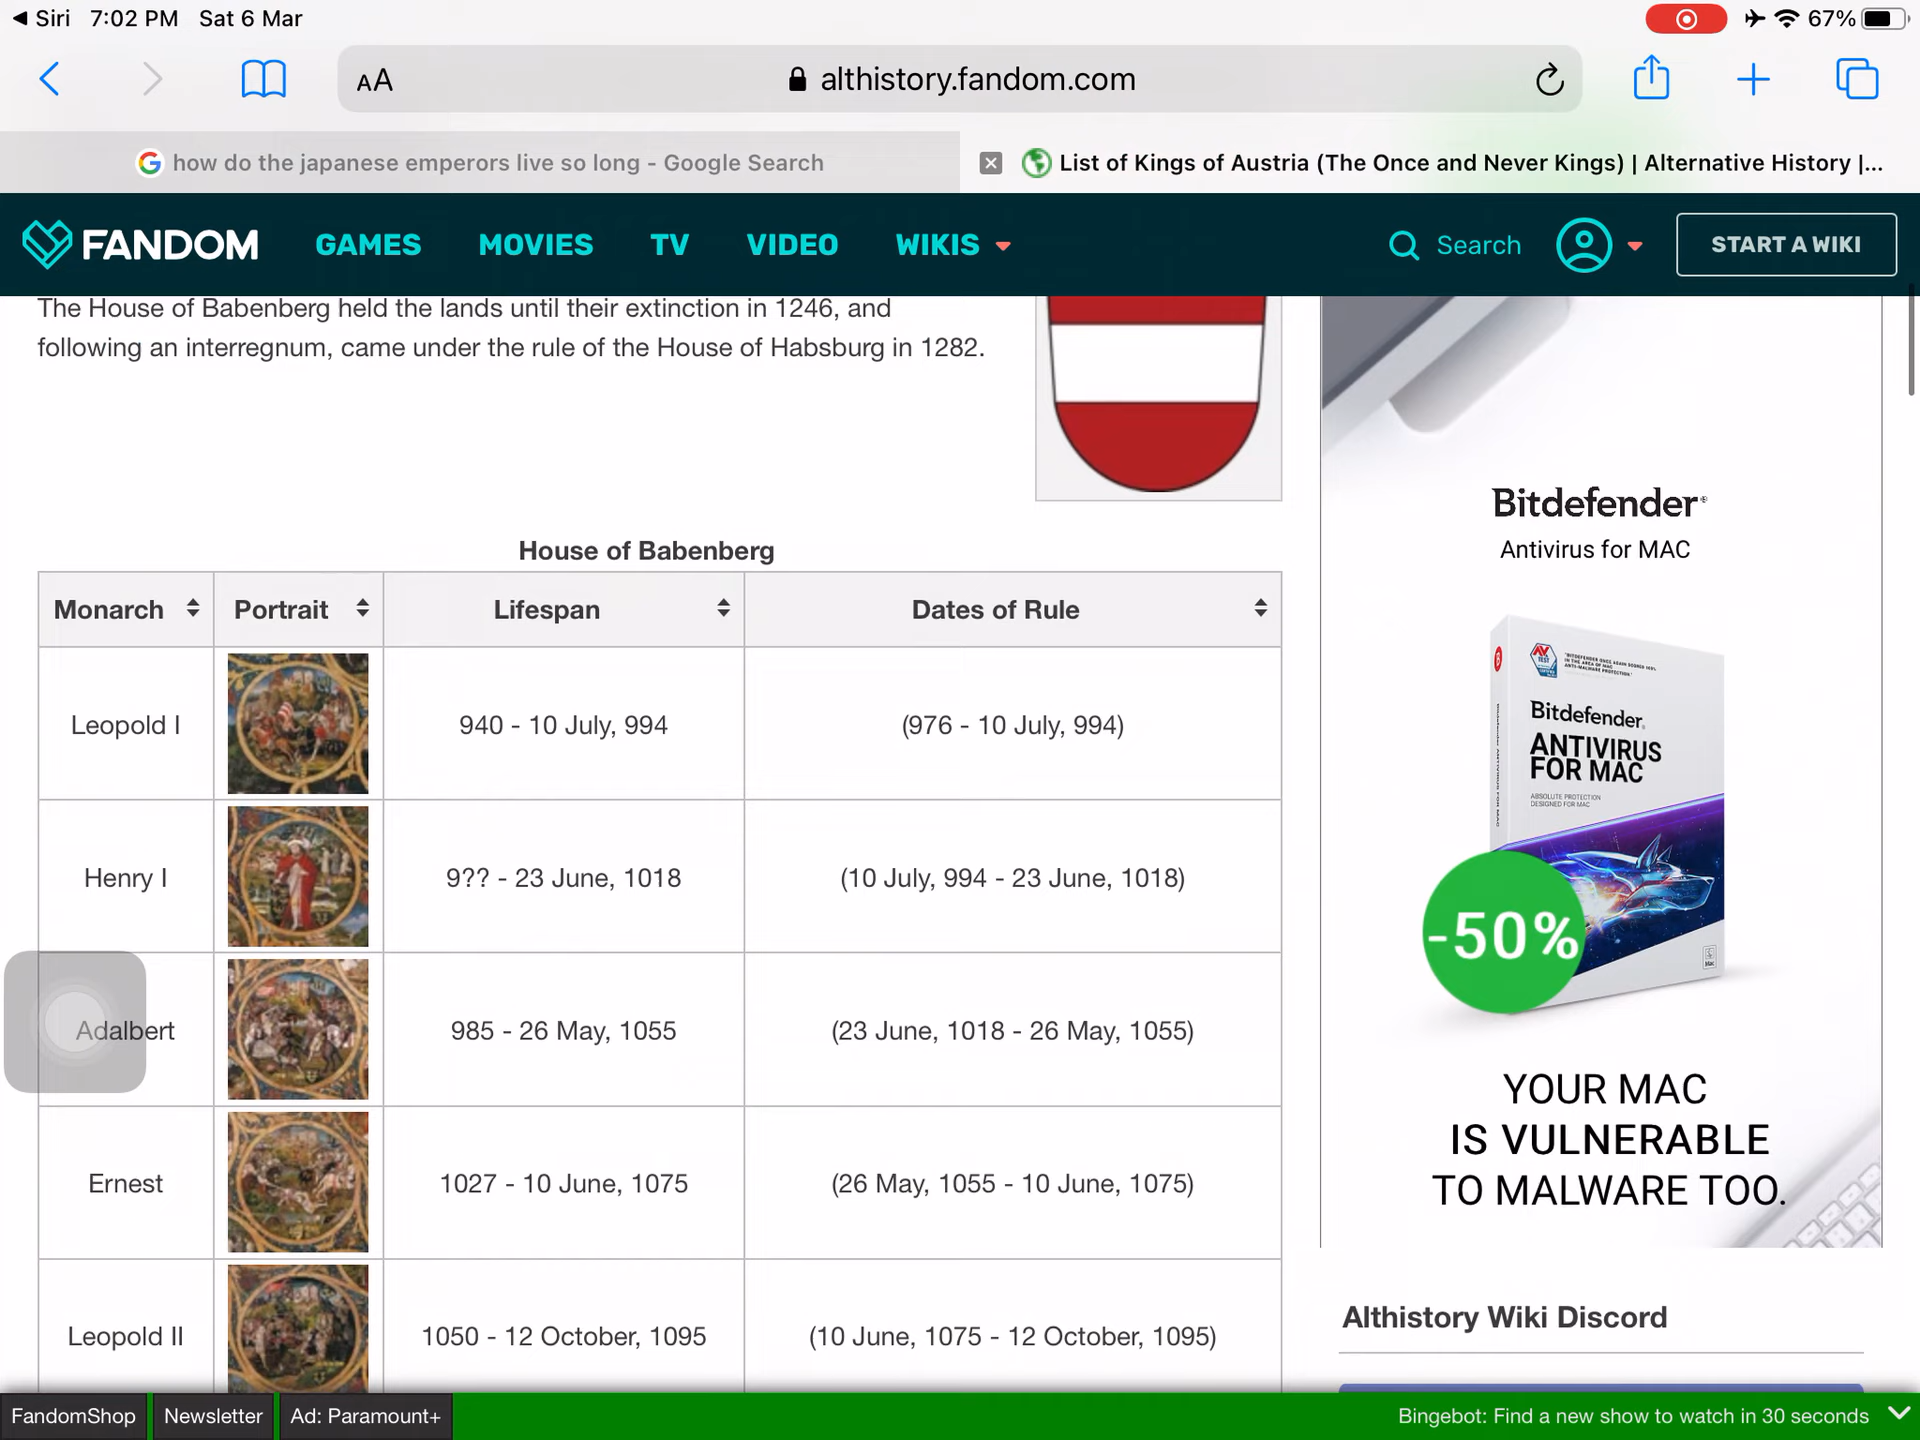 Siri 7:02 PM Sat 6 Mar 67%
AA althistory.fandom.com
how do the japanese emperors live so long - Google Search
List of Kings of Austria (The Once and Never Kings) | Alternative History |...
FANDOM GAMES MOVIES TV VIDEO WIKIS Search START A WIKI
The House of Babenberg held the lands until their extinction in 1246, and
following an interregnum, came under the rule of the House of Habsburg in 1282.
House of Babenberg
Monarch Portrait Lifespan Dates of Rule
Leopold I 940 - 10 July, 994 (976 - 10 July, 994)
Henry I 9?? - 23 June, 1018 (10 July, 994 - 23 June, 1018)
Adalbert 985 - 26 May, 1055 (23 June, 1018 - 26 May, 1055)
Ernest 1027 - 10 June, 1075 (26 May, 1055 - 10 June, 1075)
Leopold II 1050 - 12 October, 1095 (10 June, 1075 - 12 October, 1095)
Bitdefender
Antivirus for MAC
Bitdefender
ANTIVIRUS
FOR MAC
ABSOLUTE PROTECTION
DESIGNED FOR MAC
-50%
YOUR MAC
IS VULNERABLE
TO MALWARE TOO.
Althistory Wiki Discord
FandomShop Newsletter Ad: Paramount+ Bingebot: Find a new show to watch in 30 seconds